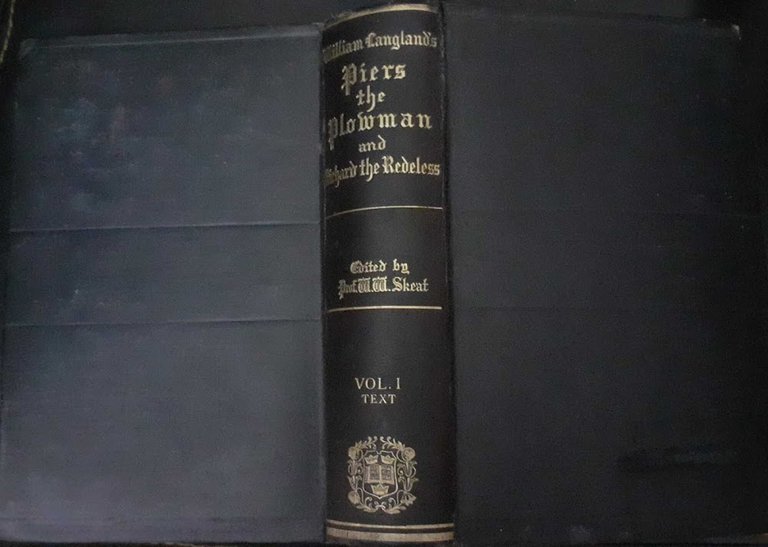 William Langland's
Piers
the
Plowman
and
Richard the Redeless
Edited by
Prof. W. W. Skeat
VOL. I
TEXT